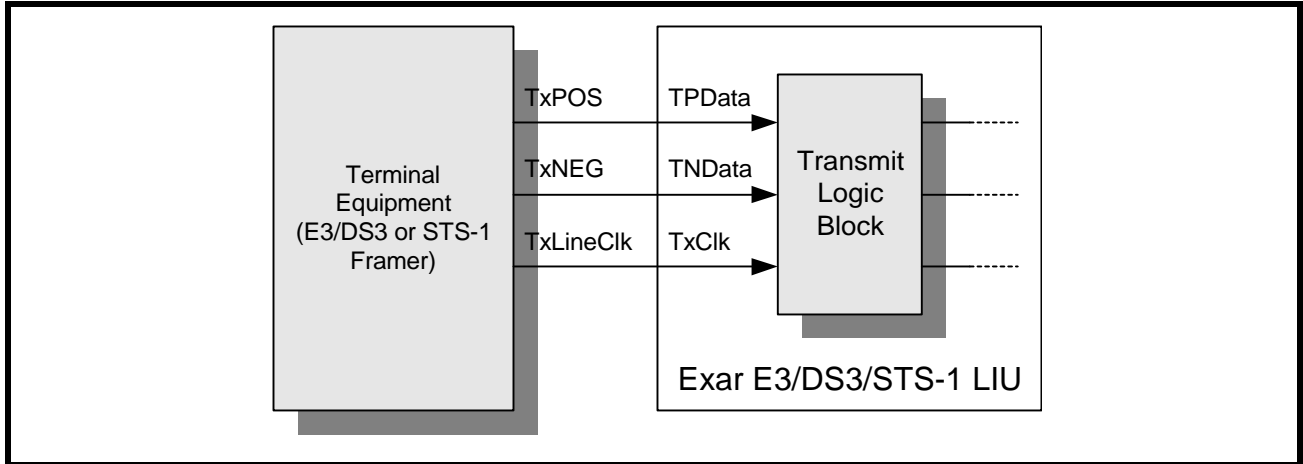 TxPOS
TPData
TxNEG
TNData
TxLineClk
TxClk
Terminal
Equipment
(E3/DS3 or STS-1
Framer)
Transmit
Logic
Block
Exar E3/DS3/STS-1 LIU